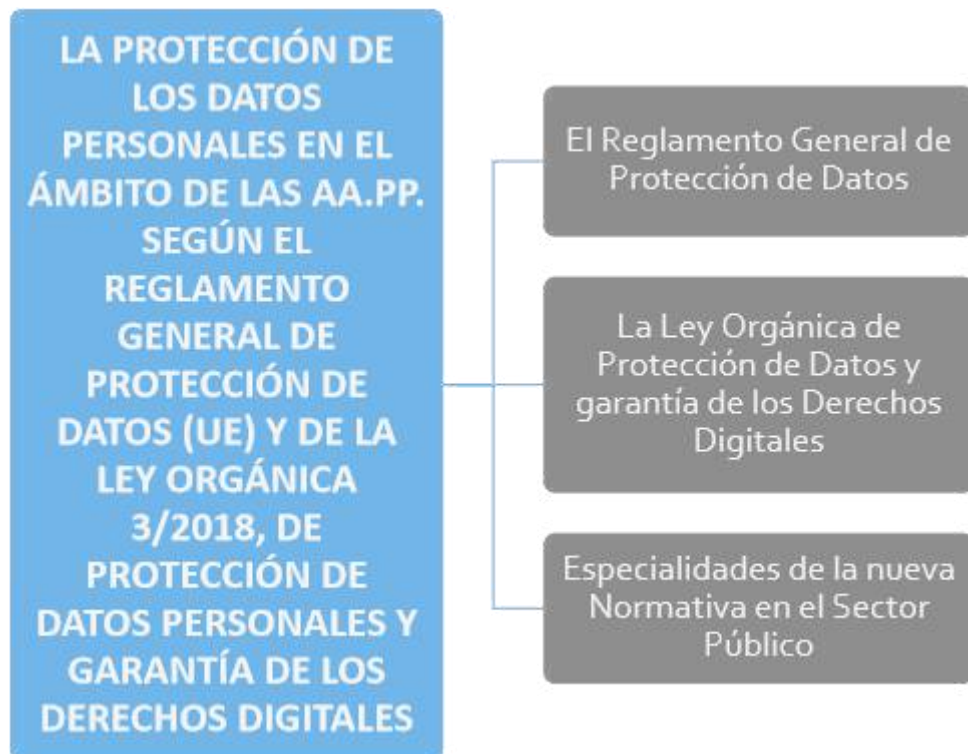 LA PROTECCIÓN DE
LOS DATOS
PERSONALES EN EL
ÁMBITO DE LAS AA.PP.
SEGÚN EL
REGLAMENTO
GENERAL DE
PROTECCIÓN DE
DATOS (UE) Y DE LA
LEY ORGÁNICA
3/2018, DE
PROTECCIÓN DE
DATOS PERSONALES Y
GARANTÍA DE LOS
DERECHOS DIGITALES
El Reglamento General de
Protección de Datos
La Ley Orgánica de
Protección de Datos y
garantía de los Derechos
Digitales
Especialidades de la nueva
Normativa en el Sector
Público